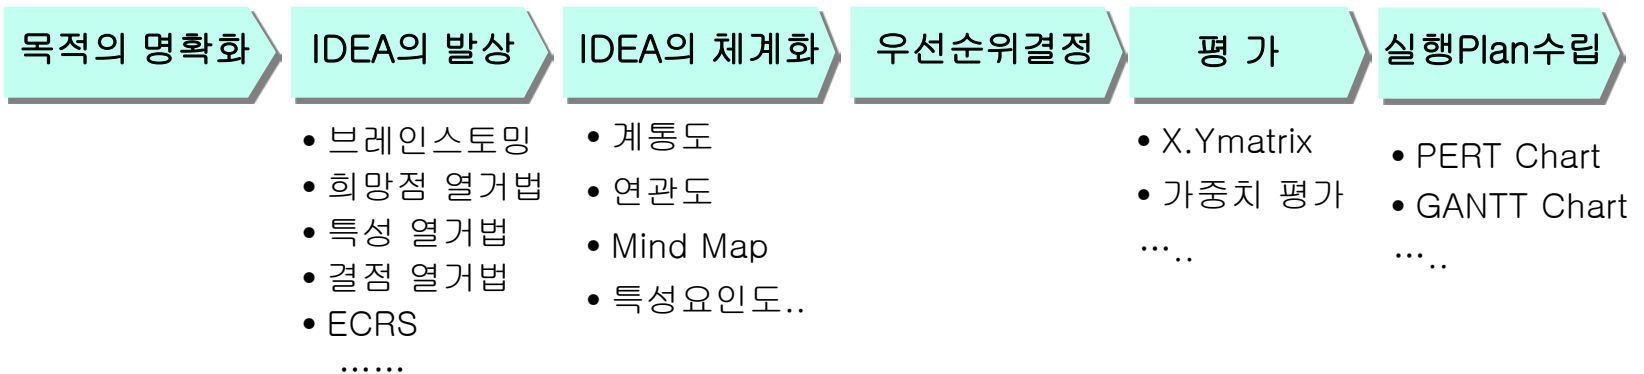 목적의 명확화
IDEA의 발상
• 브레인스토밍
• 희망점 열거법
• 특성 열거법
• 결점 열거법
• ECRS
……
IDEA의 체계화
• 계통도
• 연관도
• Mind Map
• 특성요인도..
우선순위결정
평 가
• X.Ymatrix
• 가중치 평가
…..
실행Plan수립
• PERT Chart
• GANTT Chart
…..